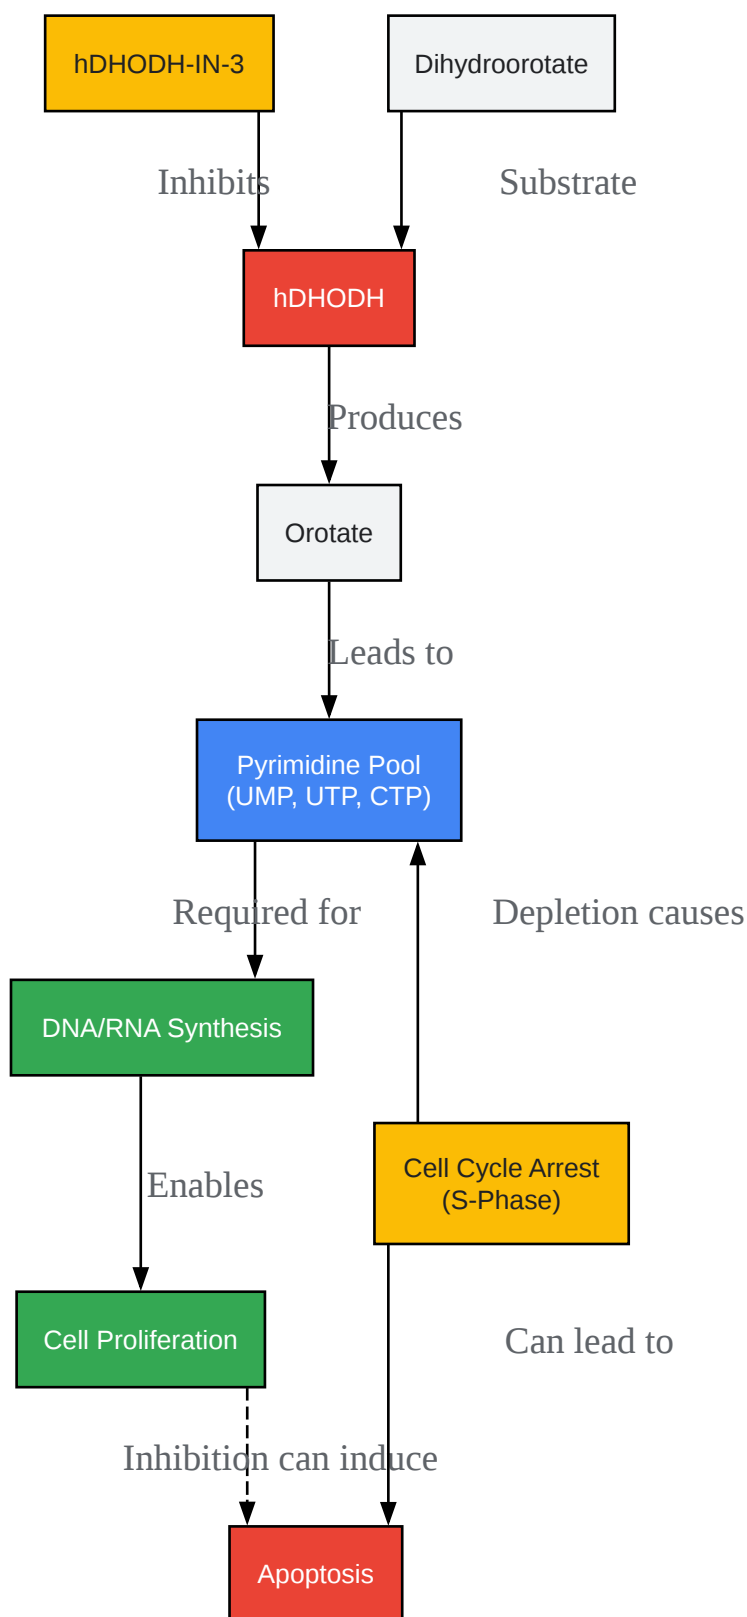 hDHODH-IN-3
Dihydroorotate
Inhibits
Substrate
hDHODH
Produces
Orotate
Leads to
Pyrimidine Pool
(UMP, UTP, CTP)
Required for
Depletion causes
DNA/RNA Synthesis
Cell Cycle Arrest
(S-Phase)
Enables
Cell Proliferation
Can lead to
Inhibition can induce
Apoptosis